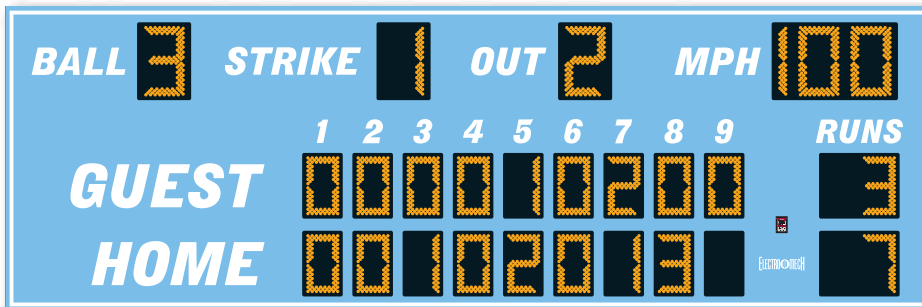 BALL 3 STRIKE 1 OUT 2 MPH 100
1 2 3 4 5 6 7 8 9 RUNS
GUEST 0 0 0 0 1 0 2 0 0 3
HOME 0 0 1 0 2 0 1 3 7
ELECTRO-MECH